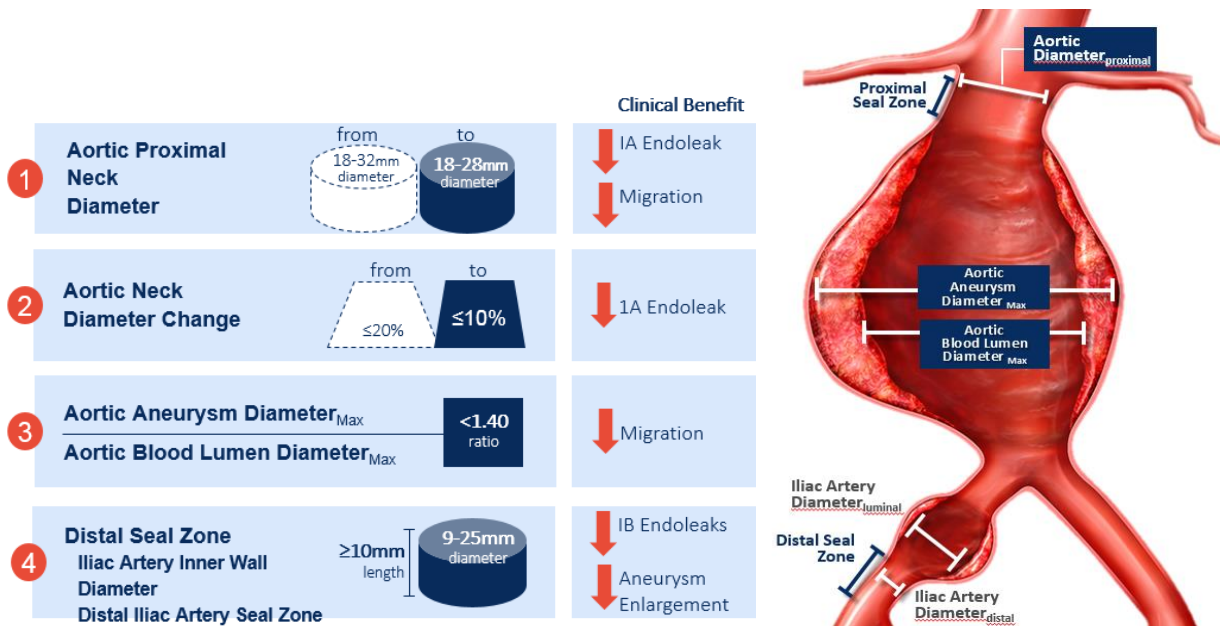 Clinical Benefit
1
Aortic Proximal
Neck
Diameter
from
18-32mm
diameter
to
18-28mm
diameter
IA Endoleak
Migration
2
Aortic Neck
Diameter Change
from
≤20%
to
≤10%
1A Endoleak
3
Aortic Aneurysm DiameterMax
Aortic Blood Lumen DiameterMax
<1.40
ratio
Migration
4
Distal Seal Zone
Iliac Artery Inner Wall
Diameter
Distal Iliac Artery Seal Zone
≥10mm
length
9-25mm
diameter
IB Endoleaks
Aneurysm
Enlargement
Aortic
Diameterproximal
Proximal
Seal Zone
Aortic
Aneurysm
Diameter Max
Aortic
Blood Lumen
Diameter Max
Iliac Artery
Diameterluminal
Distal Seal
Zone
Iliac Artery
Diameterdistal